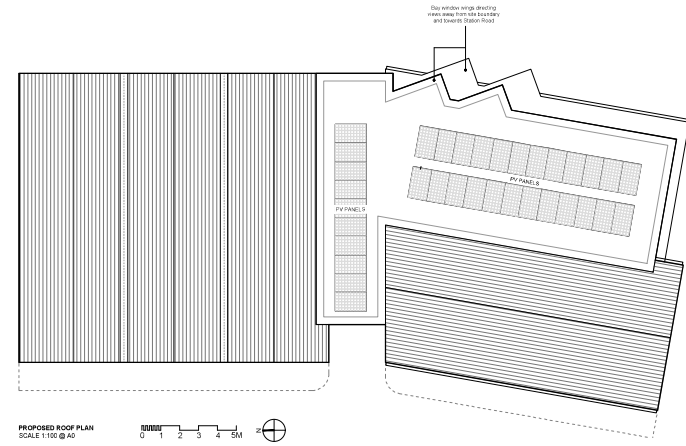 Bay window wings directing
views away from site boundary
and towards Station Road
PV PANELS
PV PANELS
PROPOSED ROOF PLAN
SCALE 1:100 @ A0
0 1 2 3 4 5M
N